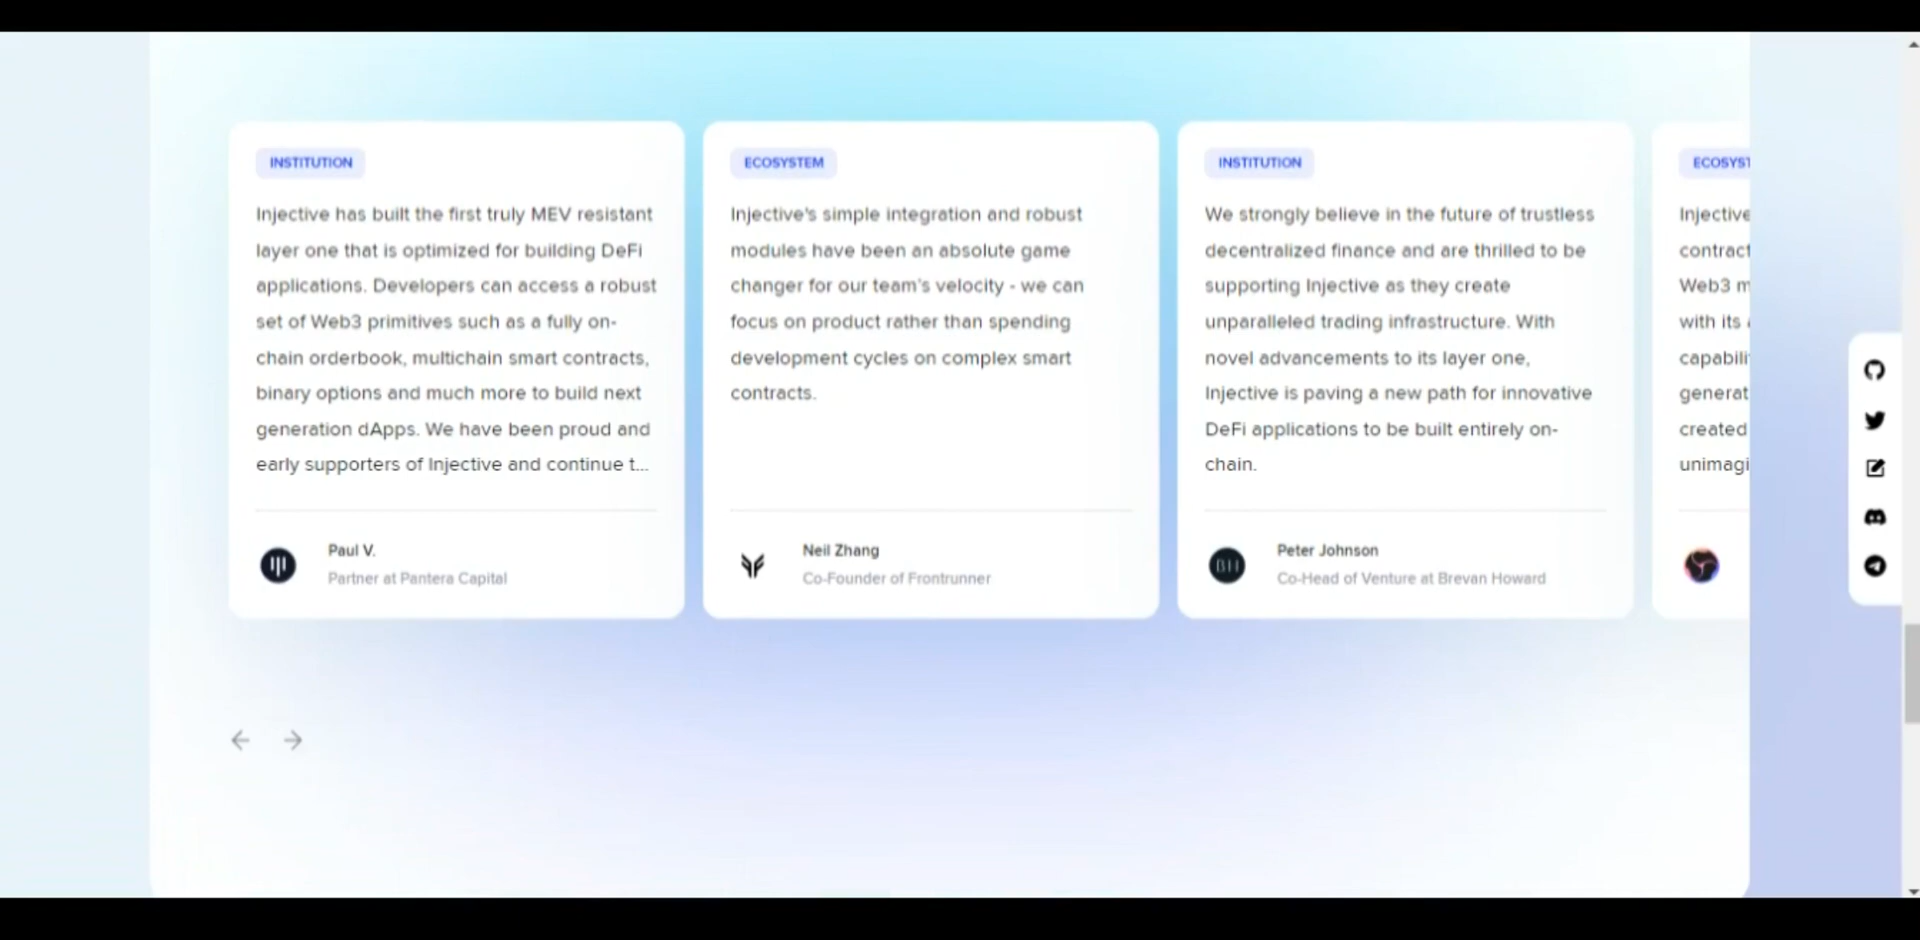 INSTITUTION
Injective has built the first truly MEV resistant
layer one that is optimized for building DeFi
applications. Developers can access a robust
set of Web3 primitives such as a fully on-
chain orderbook, multichain smart contracts,
binary options and much more to build next
generation dApps. We have been proud and
early supporters of Injective and continue t...
Paul V.
Partner at Pantera Capital
ECOSYSTEM
Injective's simple integration and robust
modules have been an absolute game
changer for our team's velocity - we can
focus on product rather than spending
development cycles on complex smart
contracts.
Neil Zhang
Co-Founder of Frontrunner
INSTITUTION
We strongly believe in the future of trustless
decentralized finance and are thrilled to be
supporting Injective as they create
unparalleled trading infrastructure. With
novel advancements to its layer one,
Injective is paving a new path for innovative
DeFi applications to be built entirely on-
chain.
BH
Peter Johnson
Co-Head of Venture at Brevan Howard
ECOSYST
Injective
contract
Web3 m
with its
capabili
generat
created
unimagi